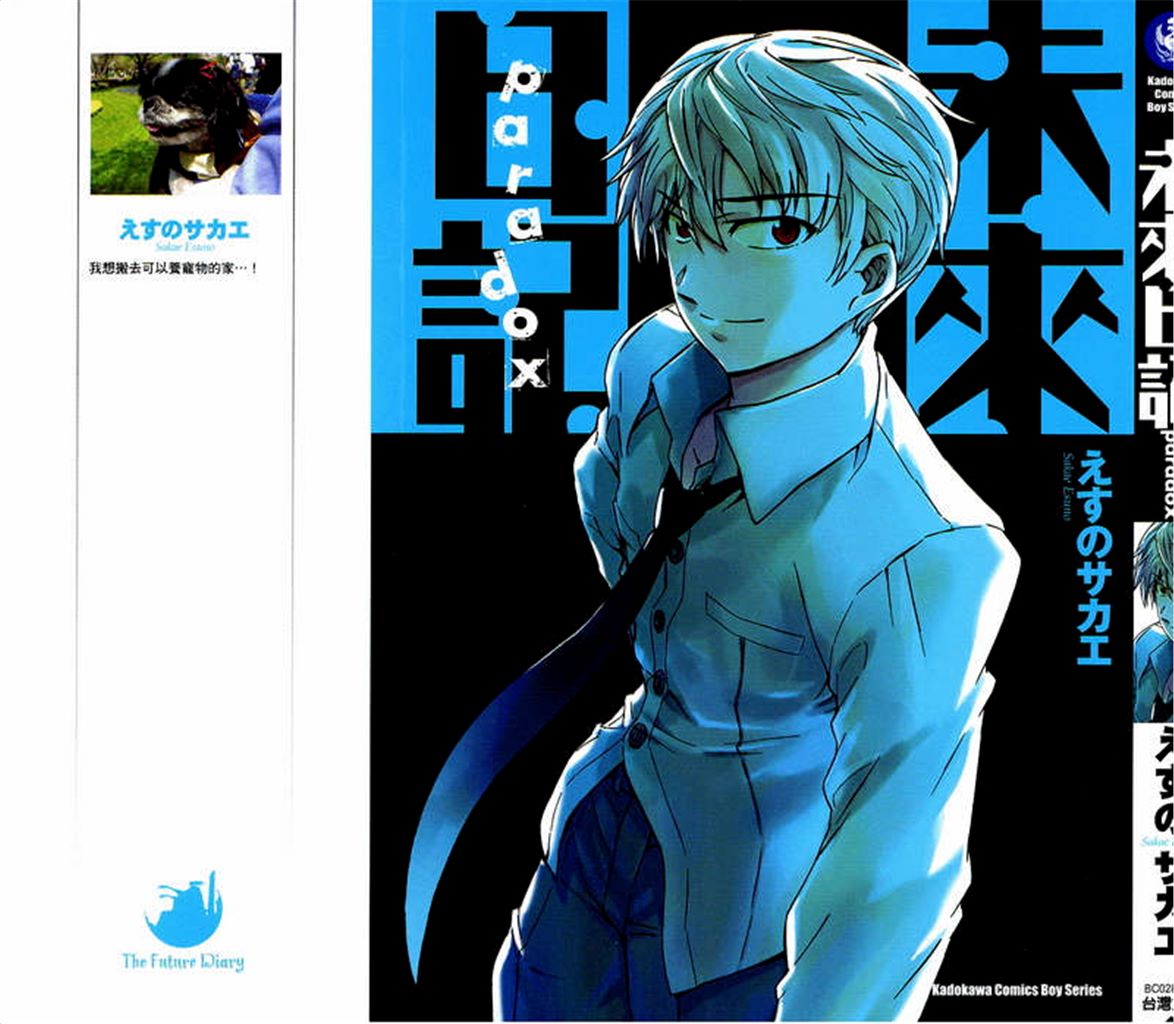 えすのサカエ
Sakae Esuno
我想搬去可以養寵物的家…！
The Future Diary
未來
日記
paradox
えすのサカエ
Sakae Esuno
Kadokawa Comics Boy Series
未來日記
paradox
えすのサカエ